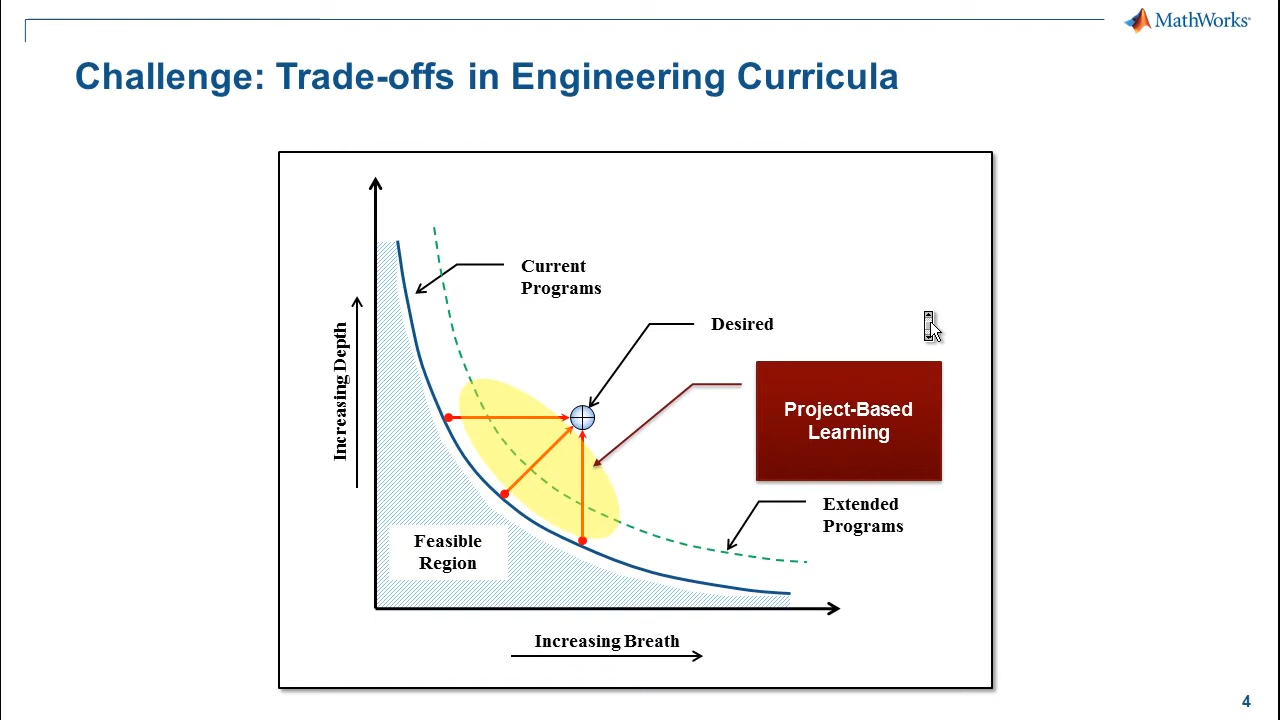 MathWorks®
Challenge: Trade-offs in Engineering Curricula
Current
Programs
Desired
Increasing Depth
Project-Based
Learning
Extended
Programs
Feasible
Region
Increasing Breath
4